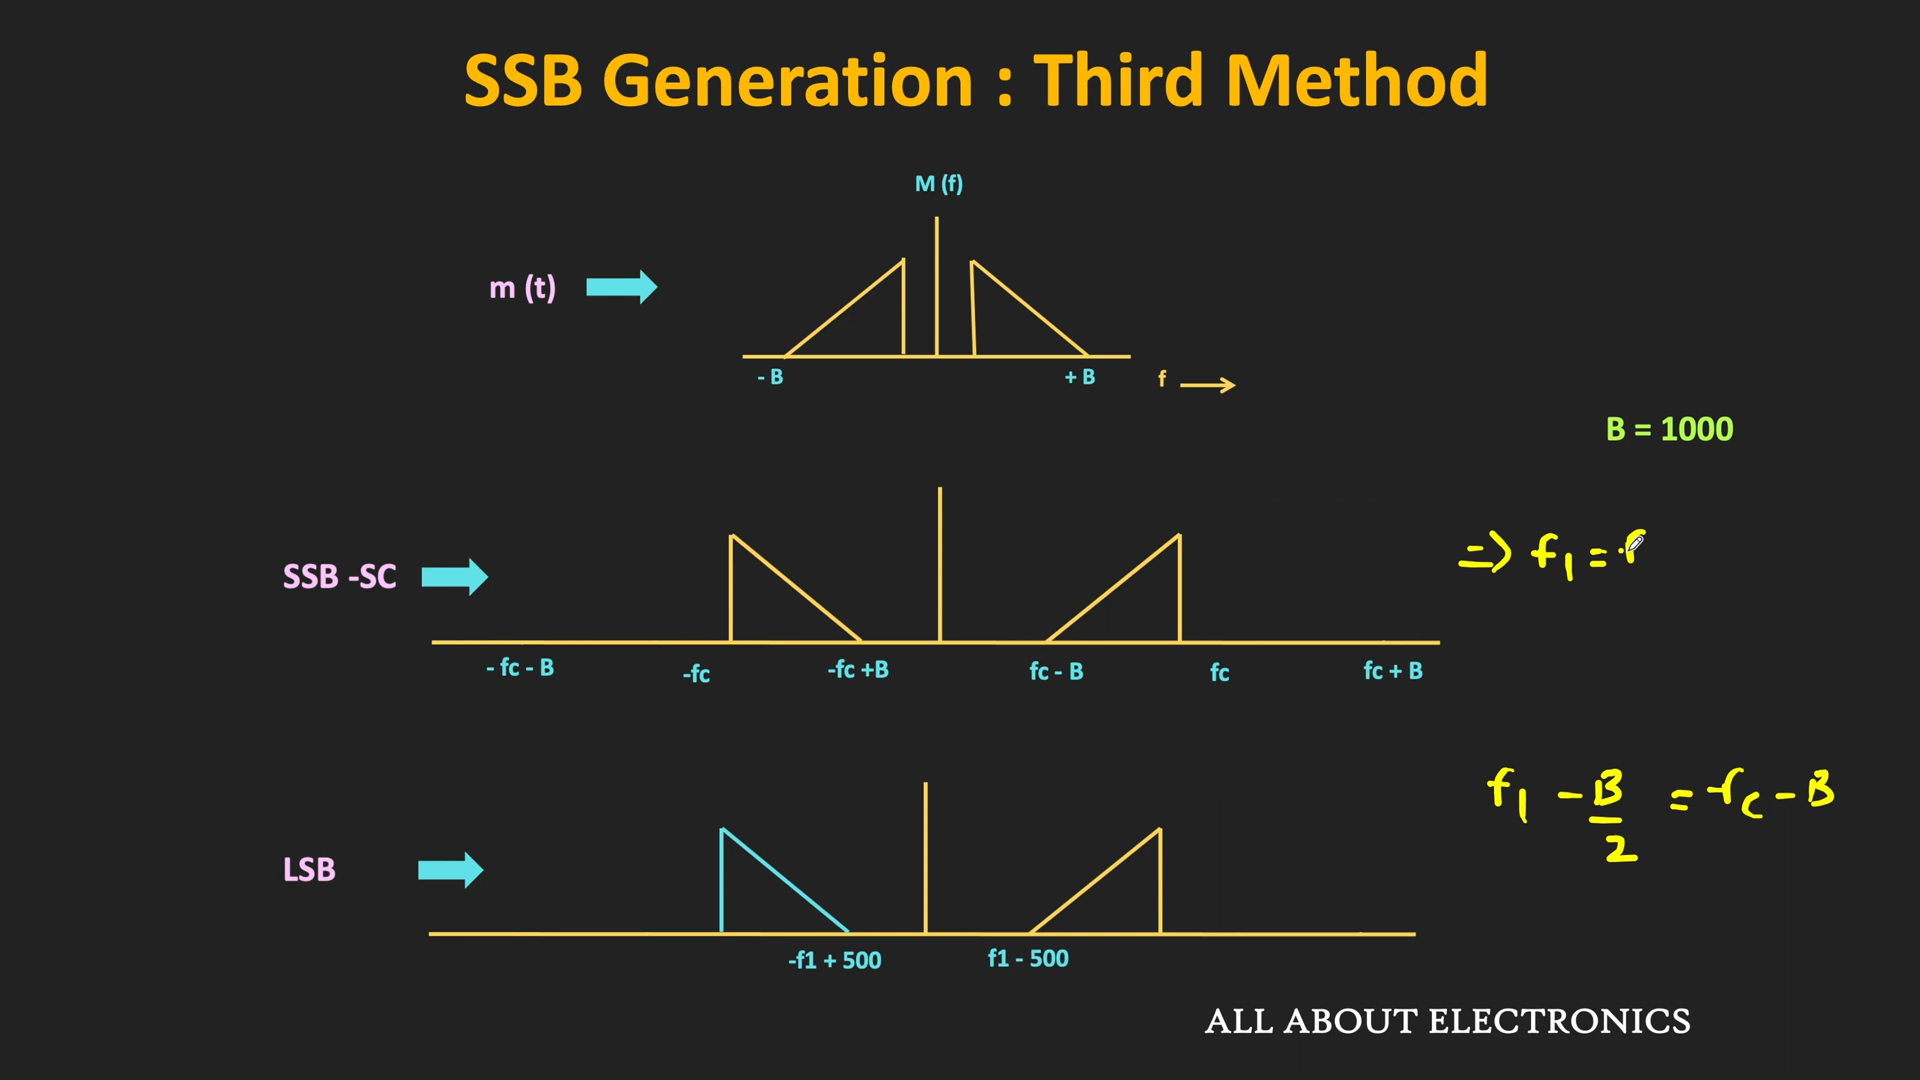 SSB Generation : Third Method
M (f)
m (t)
- B
+ B
f
B = 1000
=> f1 = f
SSB -SC
- fc - B
-fc
-fc +B
fc - B
fc
fc + B
f1 - B/2 = fc - B
LSB
-f1 + 500
f1 - 500
ALL ABOUT ELECTRONICS